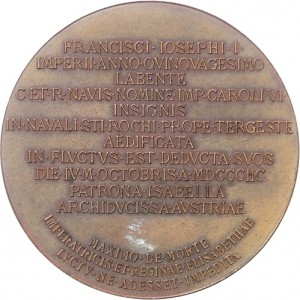 FRANCISCI·IOSEPHI·I·
IMPERII·ANNO·QVINQVAGESIMO
LABENTE
C·ET·R·NAVIS·NOMINE·IMP·CAROLI·VI·
INSIGNIS
IN·NAVALI·STI·ROCHI·PROPE·TERGESTE
AEDIFICATA
IN·FLVCTVS·EST·DEDVCTA·SVOS
DIE·IV·M·OCTOBRIS·A·MDCCCIIC
PATRONA·ISABELLA
ARCHIDVCISSA·AVSTRIAE
MAXIMO·DE·MORTE
IMPERATRICIS·ET·REGINAE·ELISABETHAE
LVCTV·NE·ADESSET·IMPEDITA